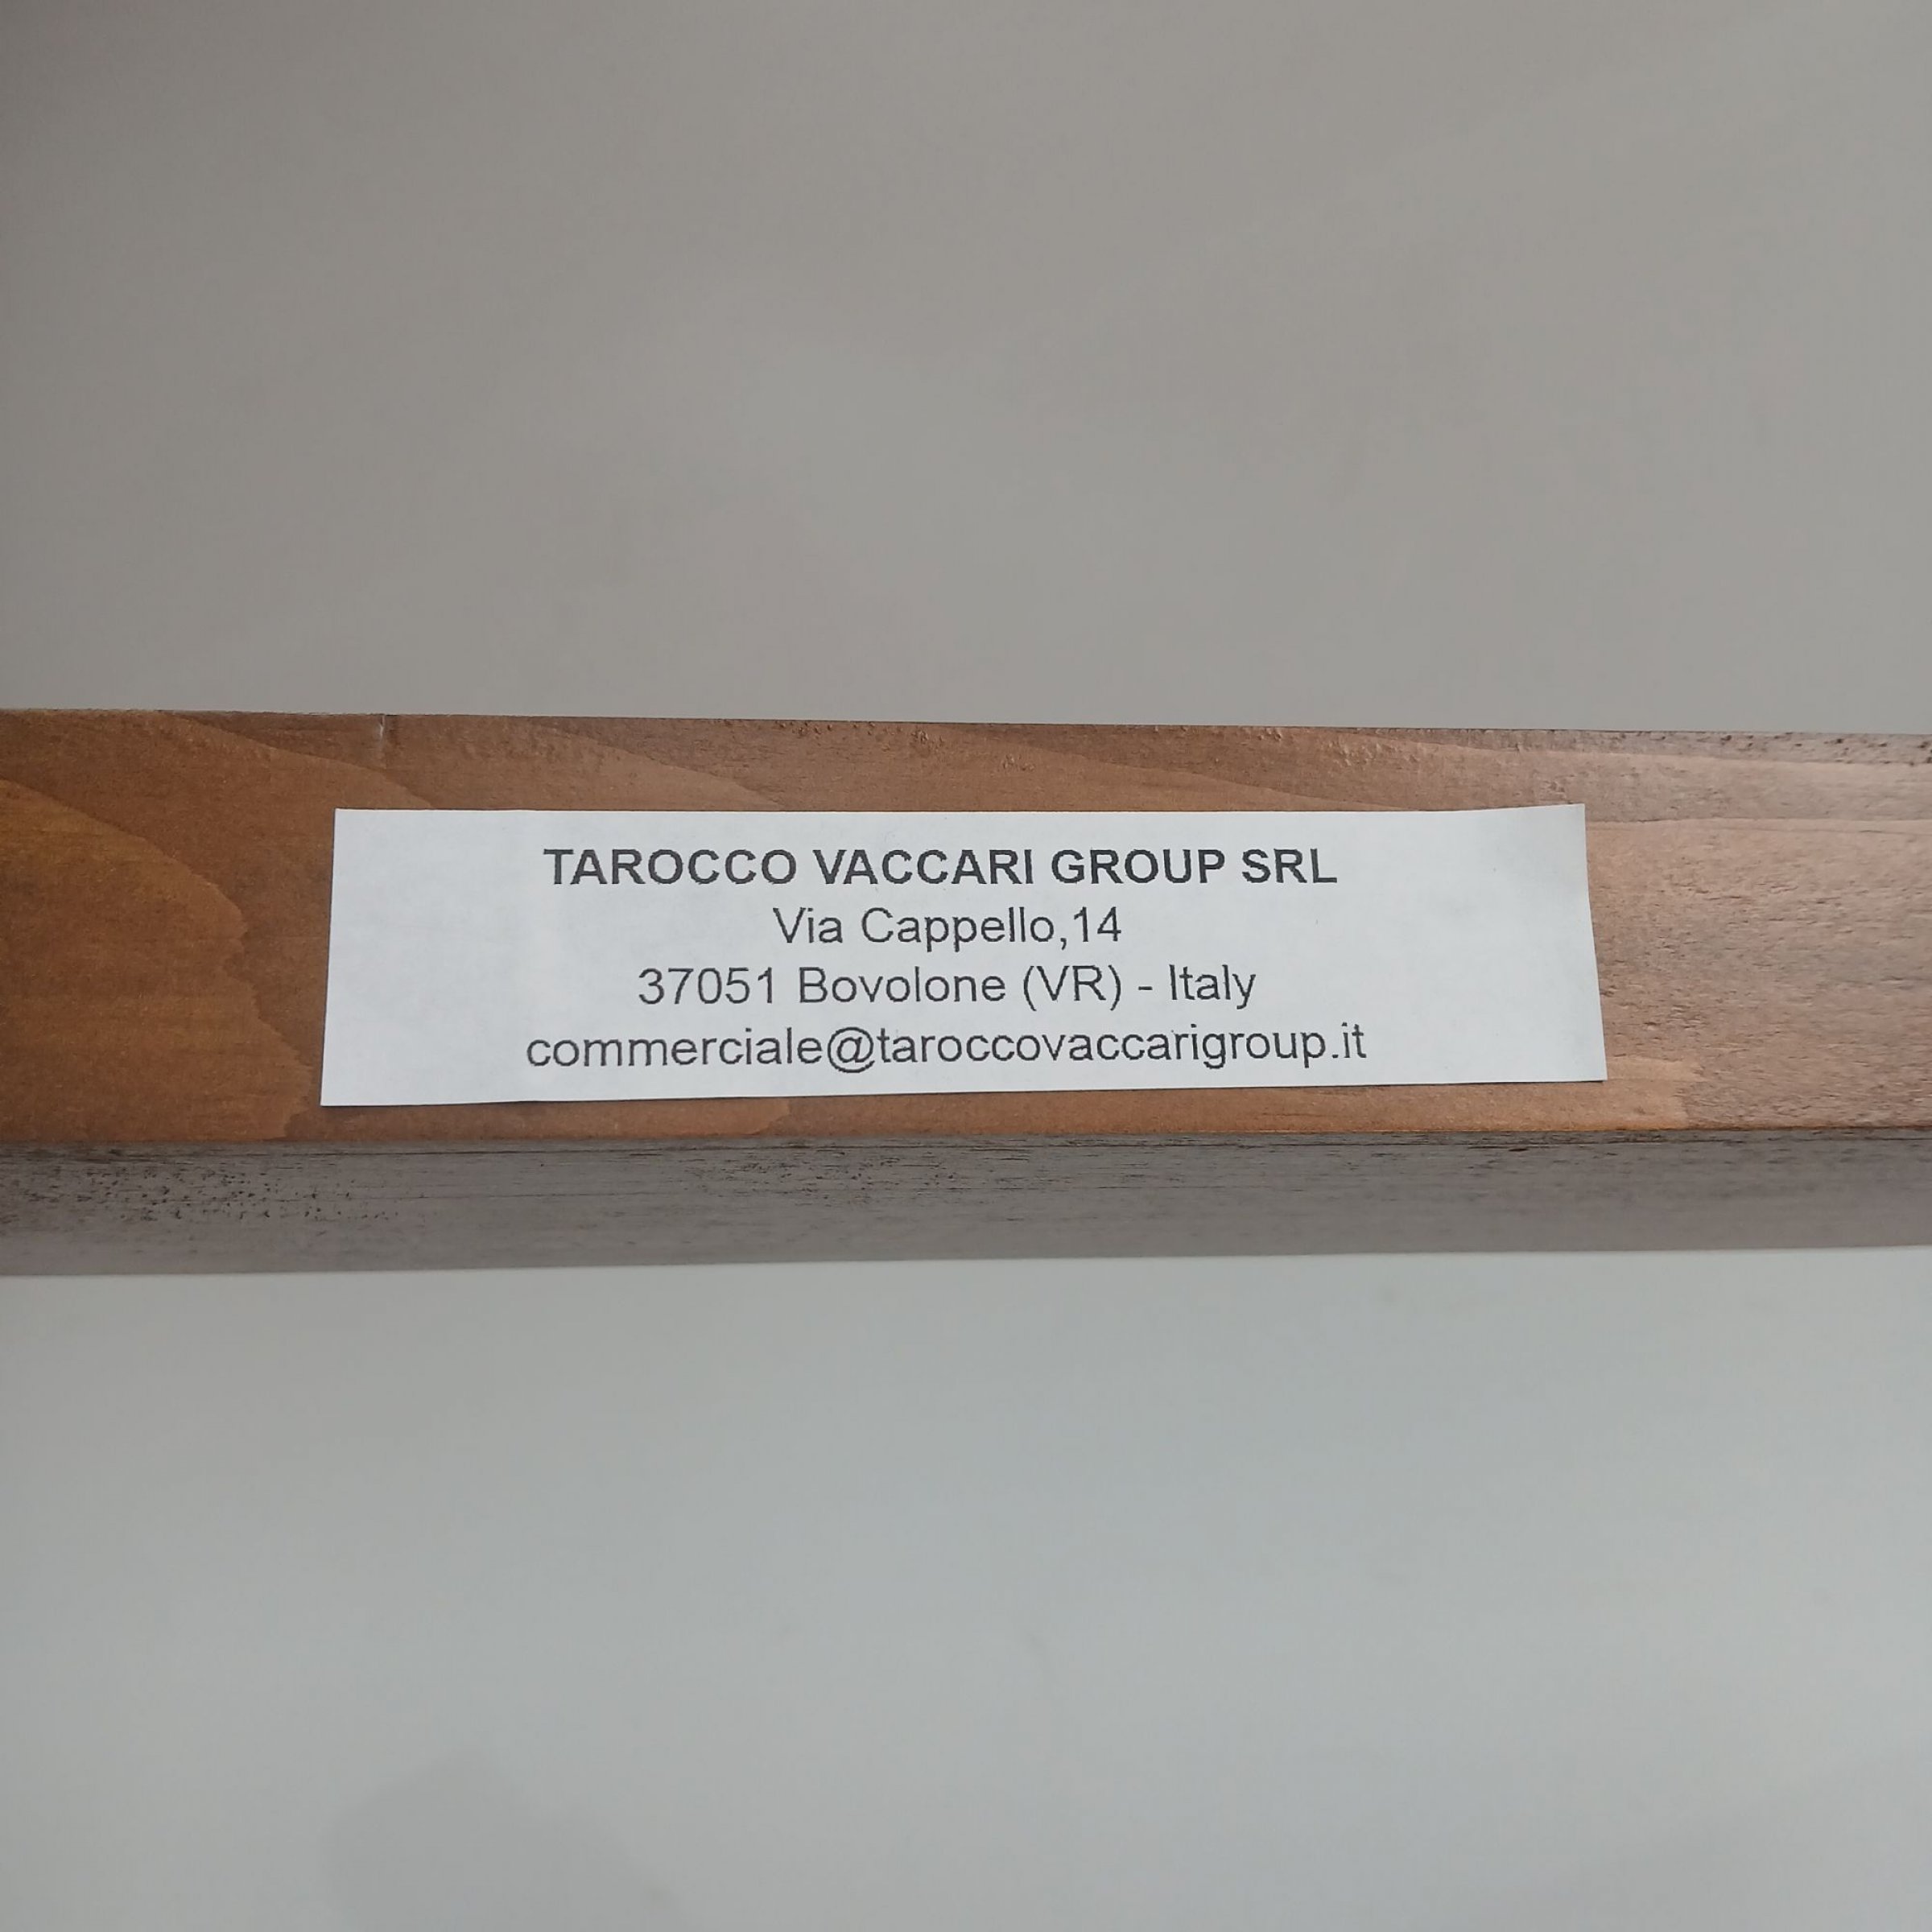 TAROCCO VACCARI GROUP SRL
Via Cappello,14
37051 Bovolone (VR) - Italy
commerciale@taroccovaccarigroup.it